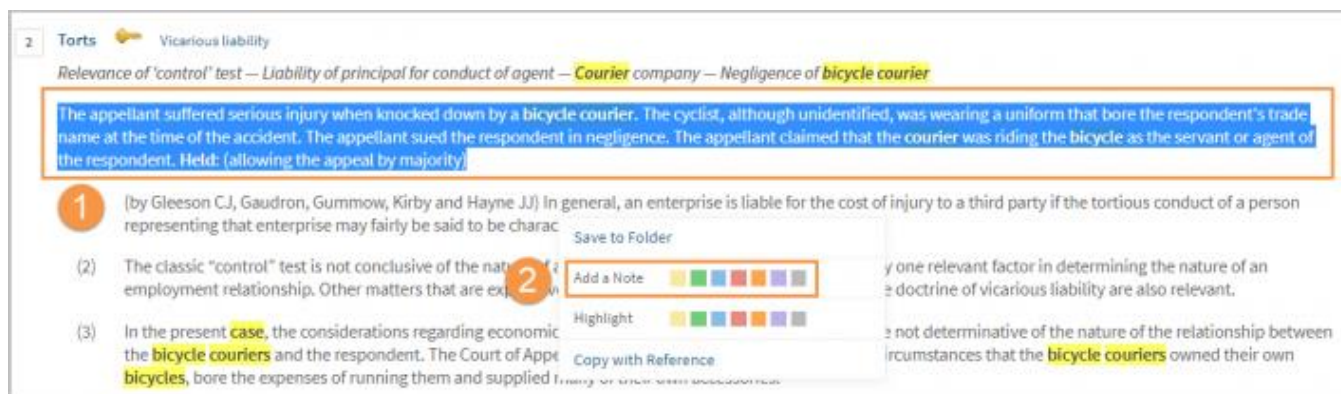 2 Torts Vicarious liability
Relevance of 'control' test — Liability of principal for conduct of agent — Courier company — Negligence of bicycle courier
The appellant suffered serious injury when knocked down by a bicycle courier. The cyclist, although unidentified, was wearing a uniform that bore the respondent's trade
name at the time of the accident. The appellant sued the respondent in negligence. The appellant claimed that the courier was riding the bicycle as the servant or agent of
the respondent. Held: (allowing the appeal by majority)
1 (by Gleeson CJ, Gaudron, Gummow, Kirby and Hayne JJ) In general, an enterprise is liable for the cost of injury to a third party if the tortious conduct of a person
representing that enterprise may fairly be said to be charac
Save to Folder
(2) The classic "control" test is not conclusive of the nat
2 Add a Note
y one relevant factor in determining the nature of an
employment relationship. Other matters that are exp
e doctrine of vicarious liability are also relevant.
Highlight
(3) In the present case, the considerations regarding economic
e not determinative of the nature of the relationship between
the bicycle couriers and the respondent. The Court of Appe
Copy with Reference
ircumstances that the bicycle couriers owned their own
bicycles, bore the expenses of running them and supplied many of their own accessories.